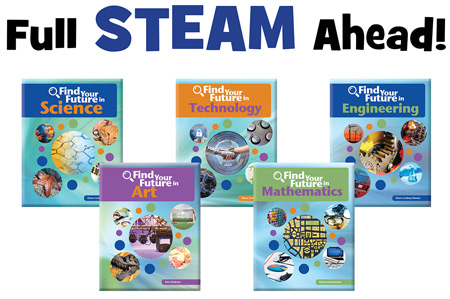 Full STEAM Ahead!
Find Your Future in Science
Find Your Future in Technology
Find Your Future in Engineering
Find Your Future in Art
Find Your Future in Mathematics